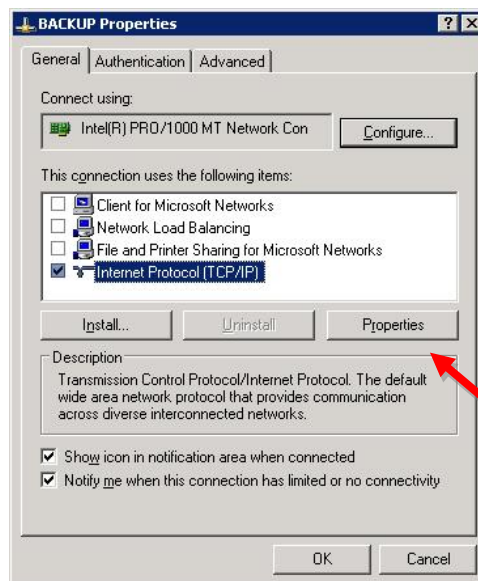 BACKUP Properties
General Authentication Advanced
Connect using:
Intel(R) PRO/1000 MT Network Con Configure...
This connection uses the following items:
Client for Microsoft Networks
Network Load Balancing
File and Printer Sharing for Microsoft Networks
Internet Protocol (TCP/IP)
Install... Uninstall Properties
Description
Transmission Control Protocol/Internet Protocol. The default
wide area network protocol that provides communication
across diverse interconnected networks.
Show icon in notification area when connected
Notify me when this connection has limited or no connectivity
OK Cancel